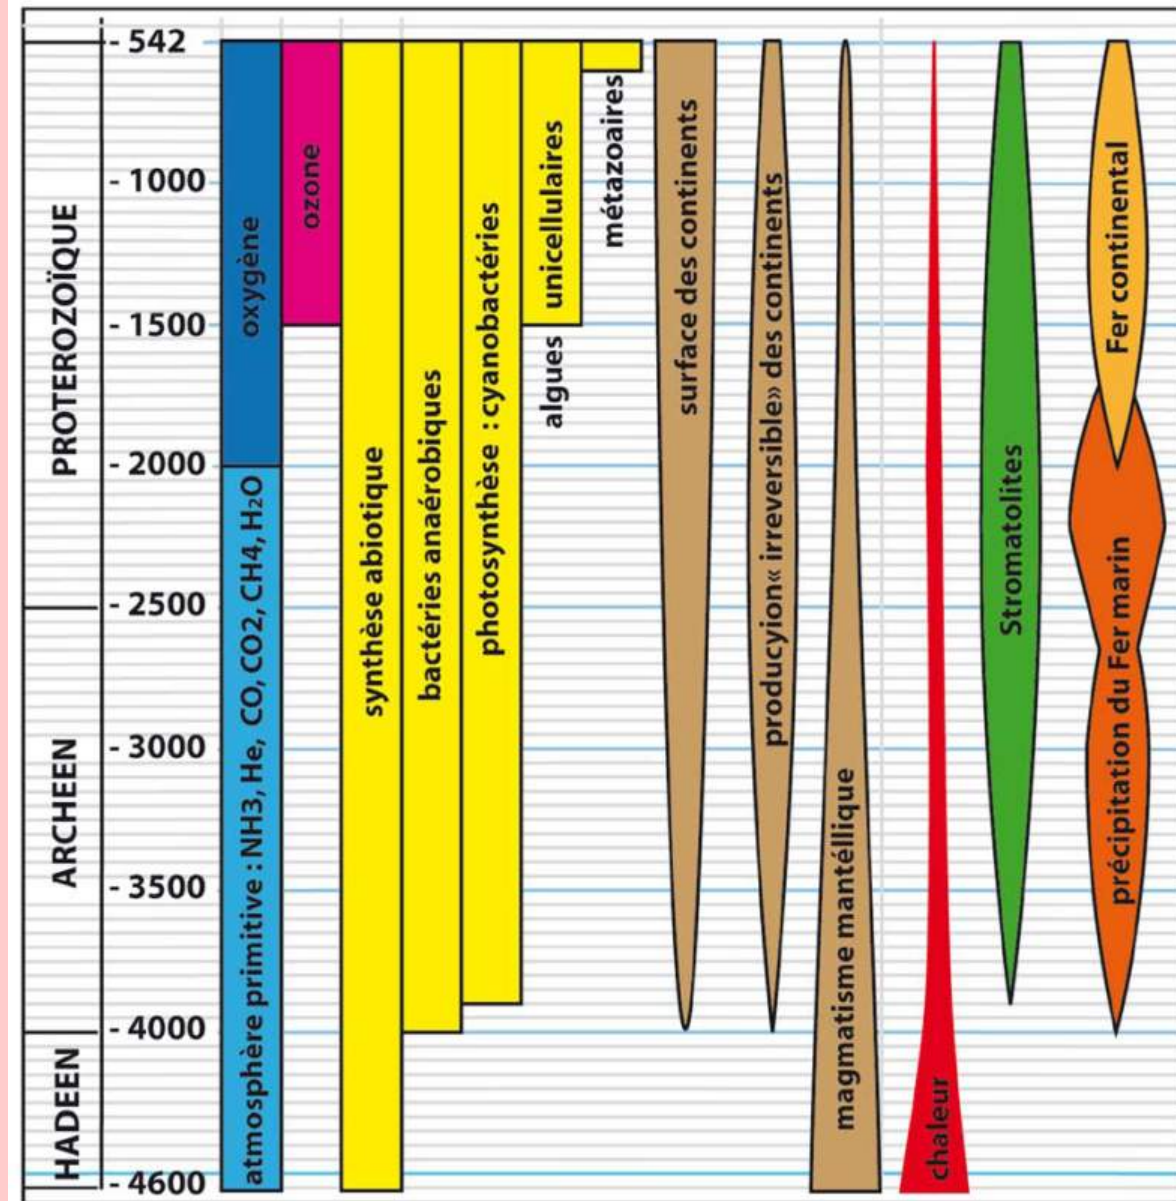 PROTEROZOÏQUE
ARCHEEN
HADEEN
- 542
- 1000
- 1500
- 2000
- 2500
- 3000
- 3500
- 4000
- 4600
oxygène
atmosphère primitive : NH3, He, CO, CO2, CH4, H₂O
ozone
synthèse abiotique
bactéries anaérobiques
photosynthèse : cyanobactéries
algues unicellulaires
métazoaires
surface des continents
producyion« irreversible» des continents
magmatisme mantéllique
chaleur
Stromatolites
Fer continental
précipitation du Fer marin